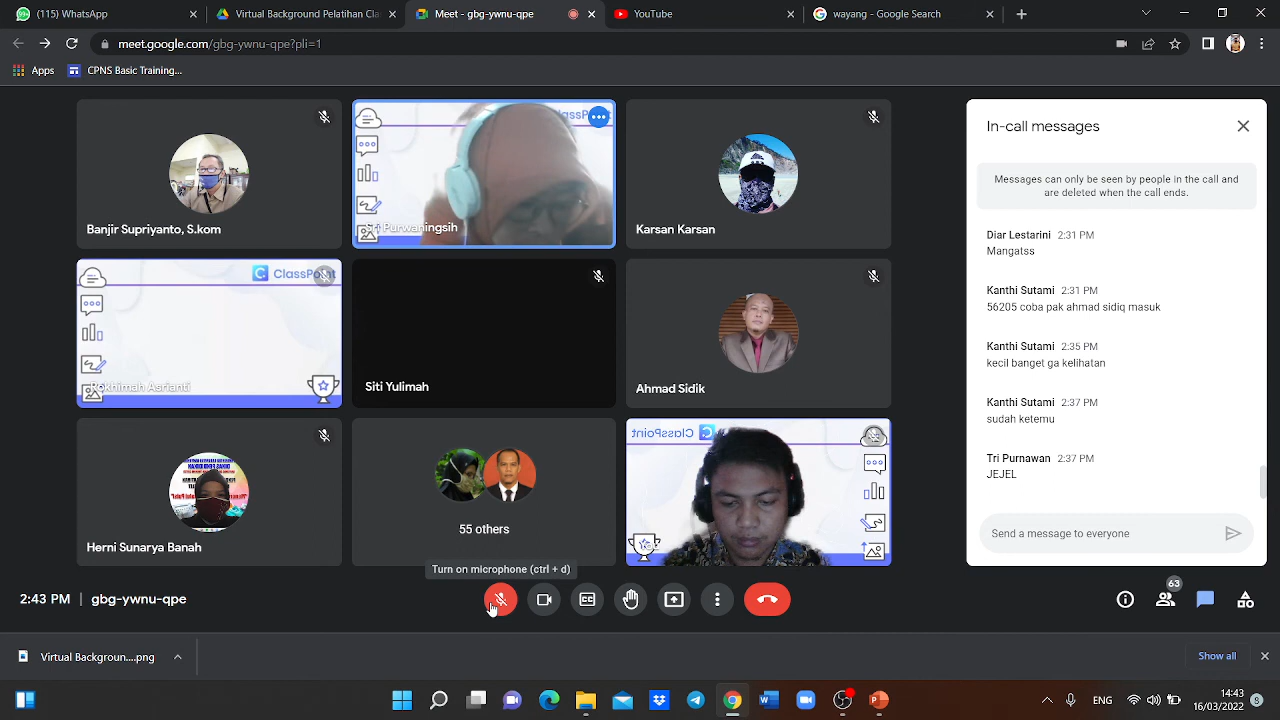 (115) WhatsApp
Virtual Background Pelatihan Cla
Meet - gbg-ywnu-qpe
YouTube
wayang - Google Search
meet.google.com/gbg-ywnu-qpe?pli=1
Apps
CPNS Basic Training...
Banjir Supriyanto, S.kom
Sri Purwaningsih
Karsan Karsan
ClassPoint
Rokhimah Asrianti
Siti Yulimah
Ahmad Sidik
Herni Sunarya Banah
55 others
ClassPoint
Turn on microphone (ctrl + d)
In-call messages
Messages can only be seen by people in the call and
are deleted when the call ends.
Diar Lestarini 2:31 PM
Mangatss
Kanthi Sutami 2:31 PM
56205 coba pak ahmad sidiq masuk
Kanthi Sutami 2:35 PM
kecil banget ga kelihatan
Kanthi Sutami 2:37 PM
sudah ketemu
Tri Purnawan 2:37 PM
JEJEL
Send a message to everyone
2:43 PM | gbg-ywnu-qpe
63
Virtual Backgroun....png
Show all
ENG
14:43
16/03/2022